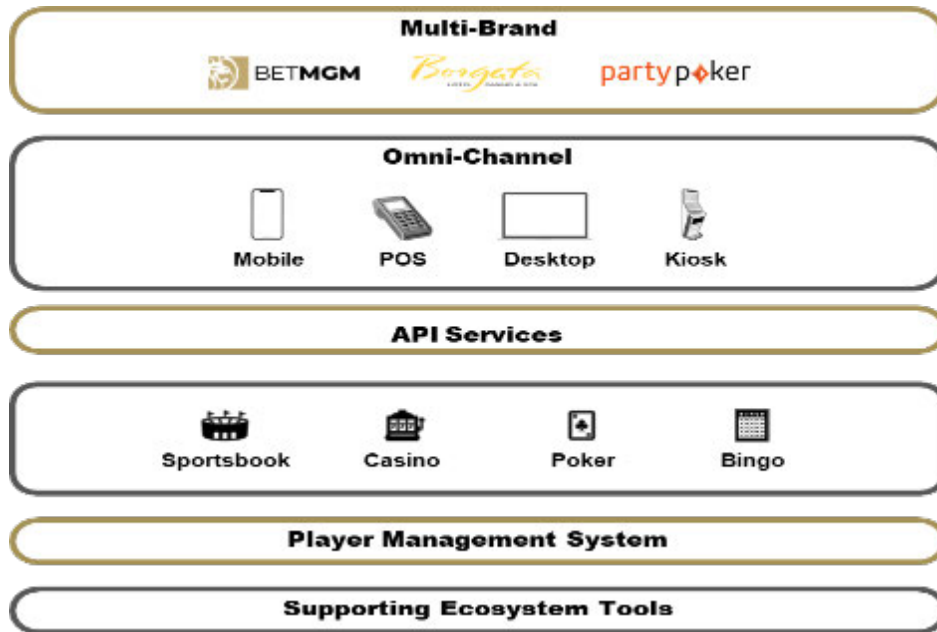 Multi-Brand
BETMGM Borgata partypoker
Omni-Channel
Mobile POS Desktop Kiosk
API Services
Sportsbook Casino Poker Bingo
Player Management System
Supporting Ecosystem Tools